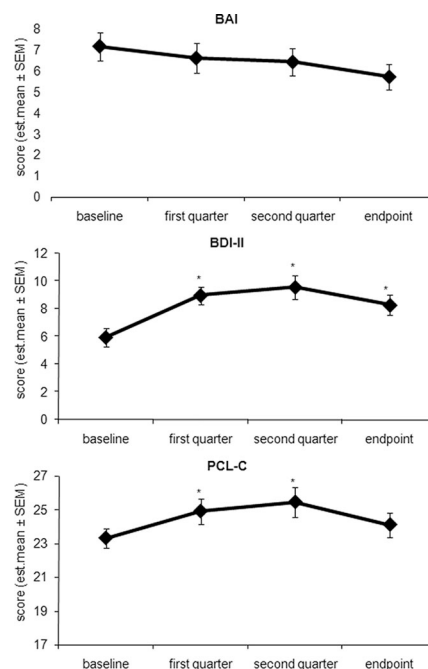 BAI
score (est.mean ± SEM)
8
7
6
5
4
3
2
1
0
baseline first quarter second quarter endpoint
BDI-II
score (est.mean ± SEM)
12
10
8
6
4
2
0
* * *
baseline first quarter second quarter endpoint
PCL-C
score (est.mean ± SEM)
27
25
23
21
19
17
* *
baseline first quarter second quarter endpoint